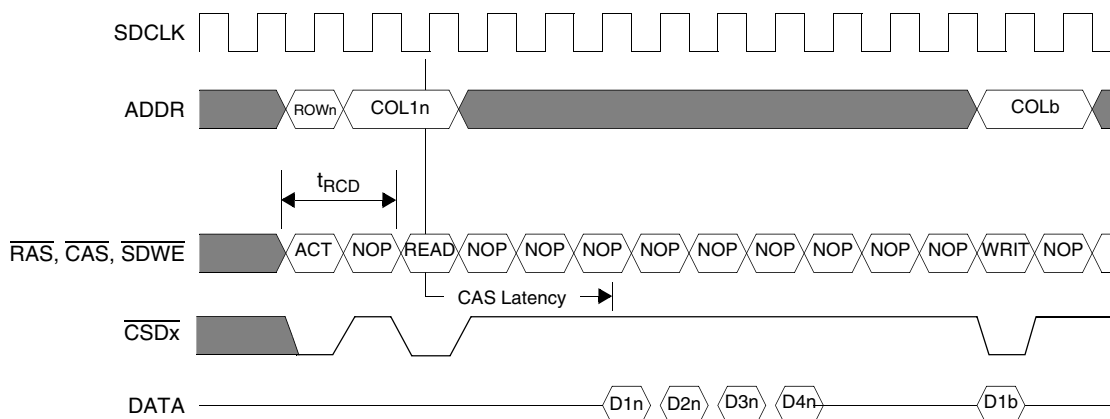 SDCLK
ADDR ROWn COL1n COLb
tRCD
RAS, CAS, SDWE ACT NOP READ NOP NOP NOP NOP NOP NOP NOP NOP NOP WRIT NOP
CAS Latency
CSDx
DATA D1n D2n D3n D4n D1b